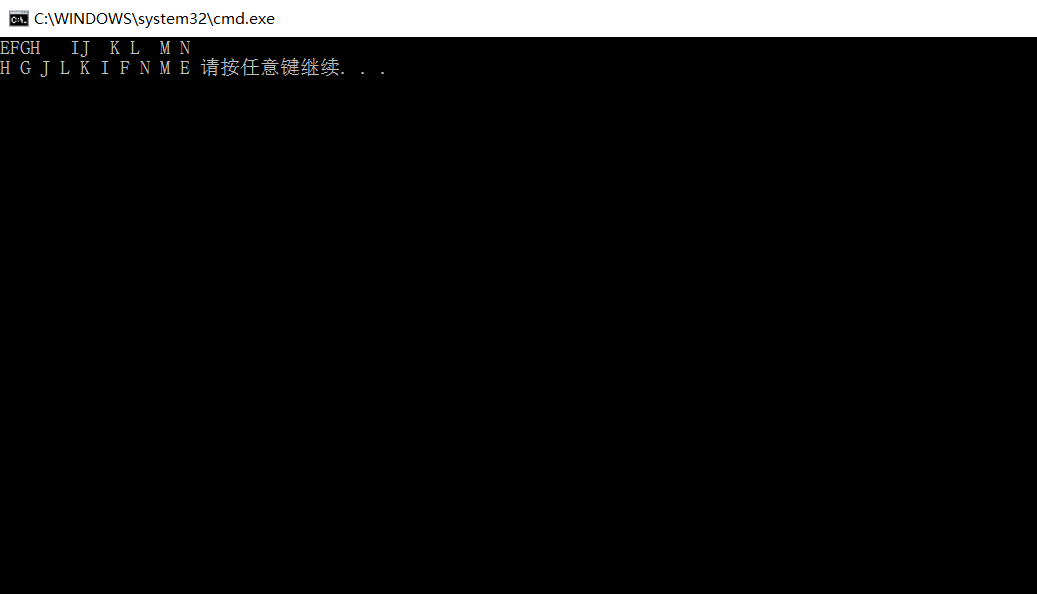 C:\WINDOWS\system32\cmd.exe
EFGH   IJ  K L  M N
H G J L K I F N M E 请按任意键继续. . .